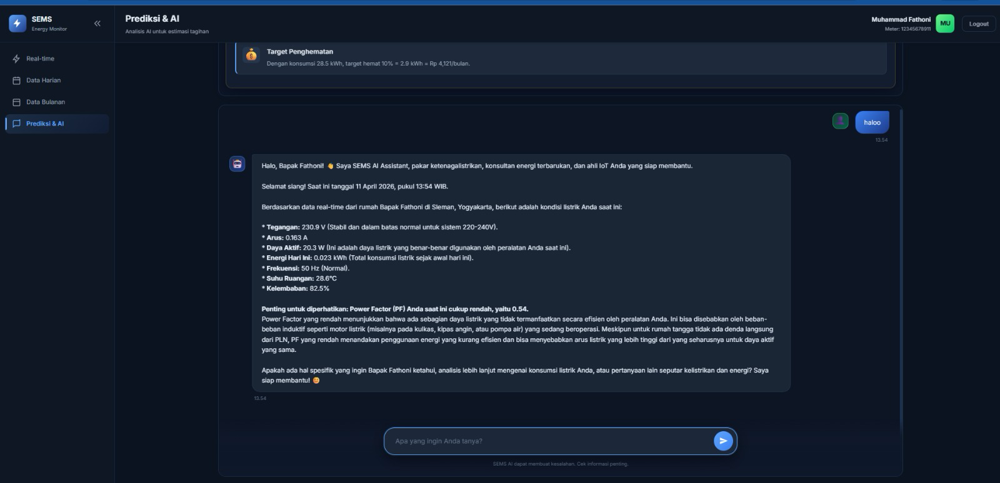 SEMS
Energy Monitor
Real-time
Data Harian
Data Bulanan
Prediksi & AI
Prediksi & AI
Analisis AI untuk estimasi tagihan
Muhammad Fathoni
Meter: 12345678911
MU
Logout
Target Penghematan
Dengan konsumsi 28.5 kWh, target hemat 10% = 2.9 kWh = Rp 4,121/bulan.
haloo
13.54
Halo, Bapak Fathoni! 👋 Saya SEMS AI Assistant, pakar ketenagalistrikan, konsultan energi terbarukan, dan ahli IoT Anda yang siap membantu.
Selamat siang! Saat ini tanggal 11 April 2026, pukul 13:54 WIB.
Berdasarkan data real-time dari rumah Bapak Fathoni di Sleman, Yogyakarta, berikut adalah kondisi listrik Anda saat ini:
* Tegangan: 230.9 V (Stabil dan dalam batas normal untuk sistem 220-240V).
* Arus: 0.163 A
* Daya Aktif: 20.3 W (Ini adalah daya listrik yang benar-benar digunakan oleh peralatan Anda saat ini).
* Energi Hari Ini: 0.023 kWh (Total konsumsi listrik sejak awal hari ini).
* Frekuensi: 50 Hz (Normal).
* Suhu Ruangan: 28.6°C
* Kelembaban: 82.5%
Penting untuk diperhatikan: Power Factor (PF) Anda saat ini cukup rendah, yaitu 0.54.
Power Factor yang rendah menunjukkan bahwa ada sebagian daya listrik yang tidak termanfaatkan secara efisien oleh peralatan Anda. Ini bisa disebabkan oleh beban-
beban induktif seperti motor listrik (misalnya pada kulkas, kipas angin, atau pompa air) yang sedang beroperasi. Meskipun untuk rumah tangga tidak ada denda langsung
dari PLN, PF yang rendah menandakan penggunaan energi yang kurang efisien dan bisa menyebabkan arus listrik yang lebih tinggi dari yang seharusnya untuk daya aktif
yang sama.
Apakah ada hal spesifik yang ingin Bapak Fathoni ketahui, analisis lebih lanjut mengenai konsumsi listrik Anda, atau pertanyaan lain seputar kelistrikan dan energi? Saya
siap membantu! 😊
13.54
Apa yang ingin Anda tanya?
SEMS AI dapat membuat kesalahan. Cek informasi penting.